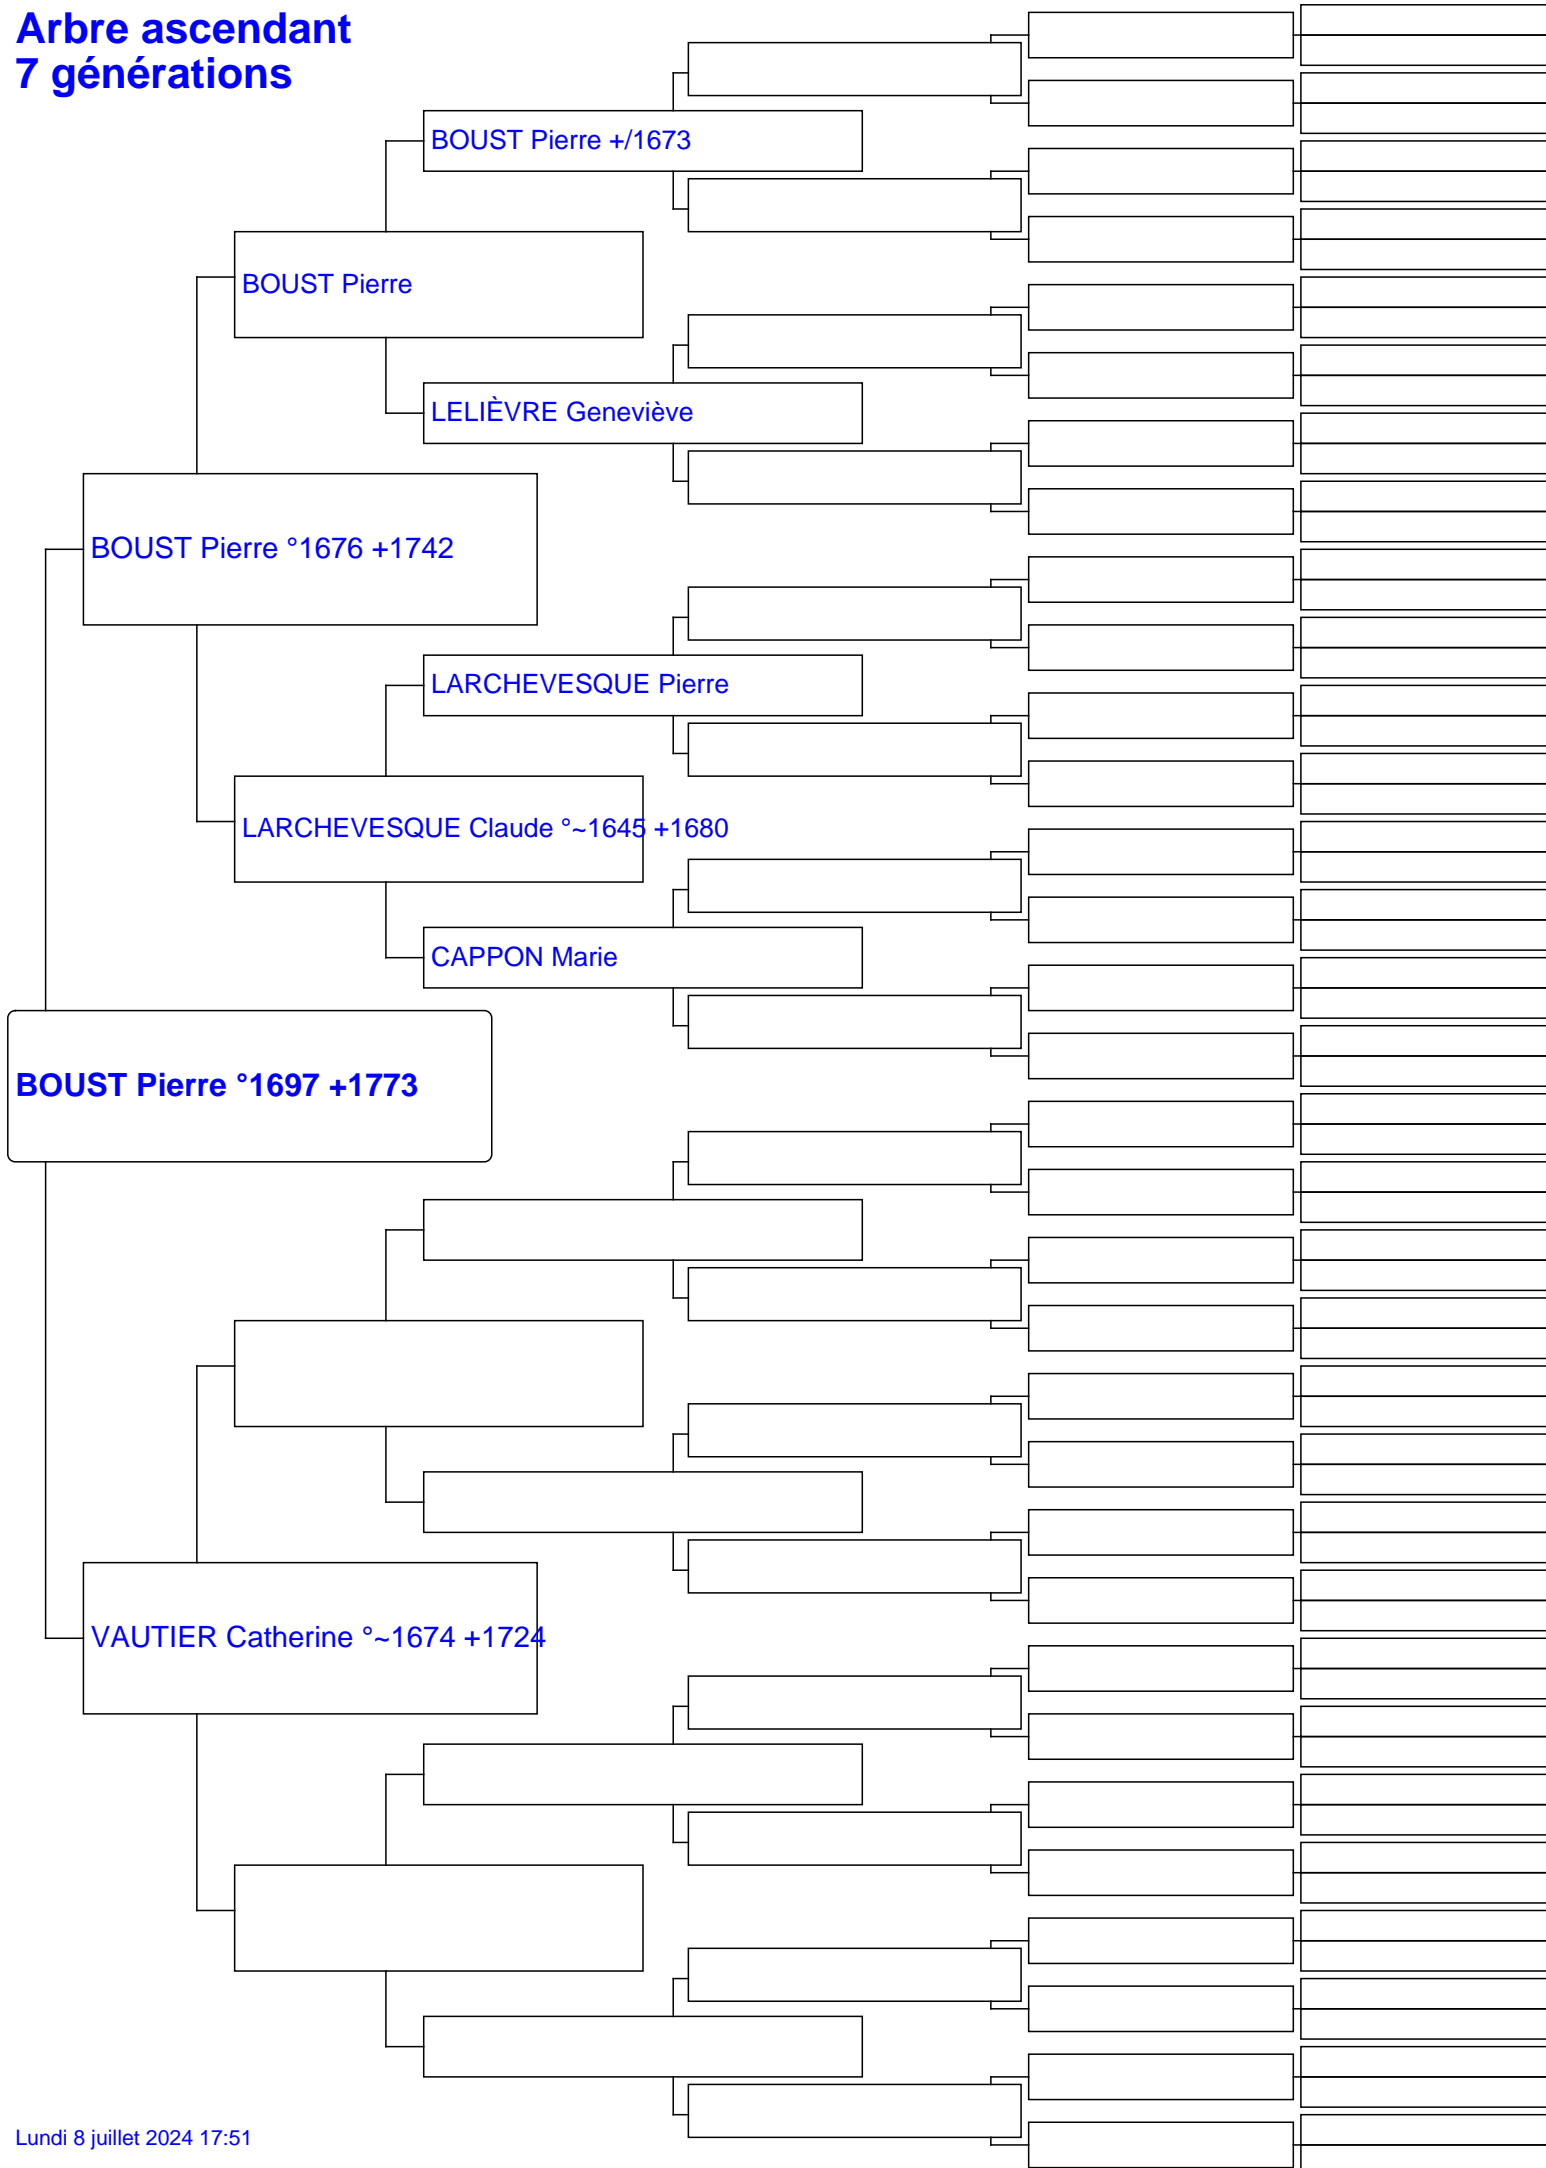 Arbre ascendant
7 générations
BOUST Pierre +/1673
BOUST Pierre
LELIÈVRE Geneviève
BOUST Pierre °1676 +1742
LARCHEVESQUE Pierre
LARCHEVESQUE Claude °~1645 +1680
CAPPON Marie
BOUST Pierre °1697 +1773
VAUTIER Catherine °~1674 +1724
Lundi 8 juillet 2024 17:51